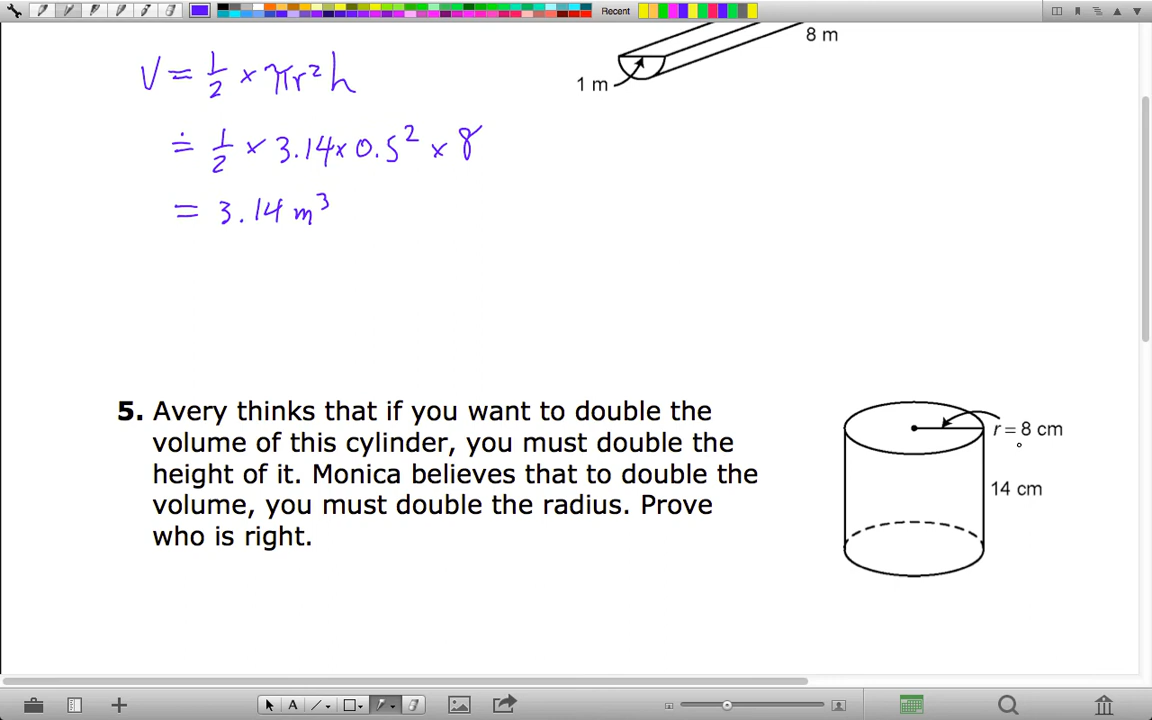 Recent
8 m
V = 1/2 × πr²h
1 m
≐ 1/2 × 3.14 × 0.5² × 8
= 3.14 m³
5. Avery thinks that if you want to double the
volume of this cylinder, you must double the
height of it. Monica believes that to double the
volume, you must double the radius. Prove
who is right.
r = 8 cm
14 cm
A